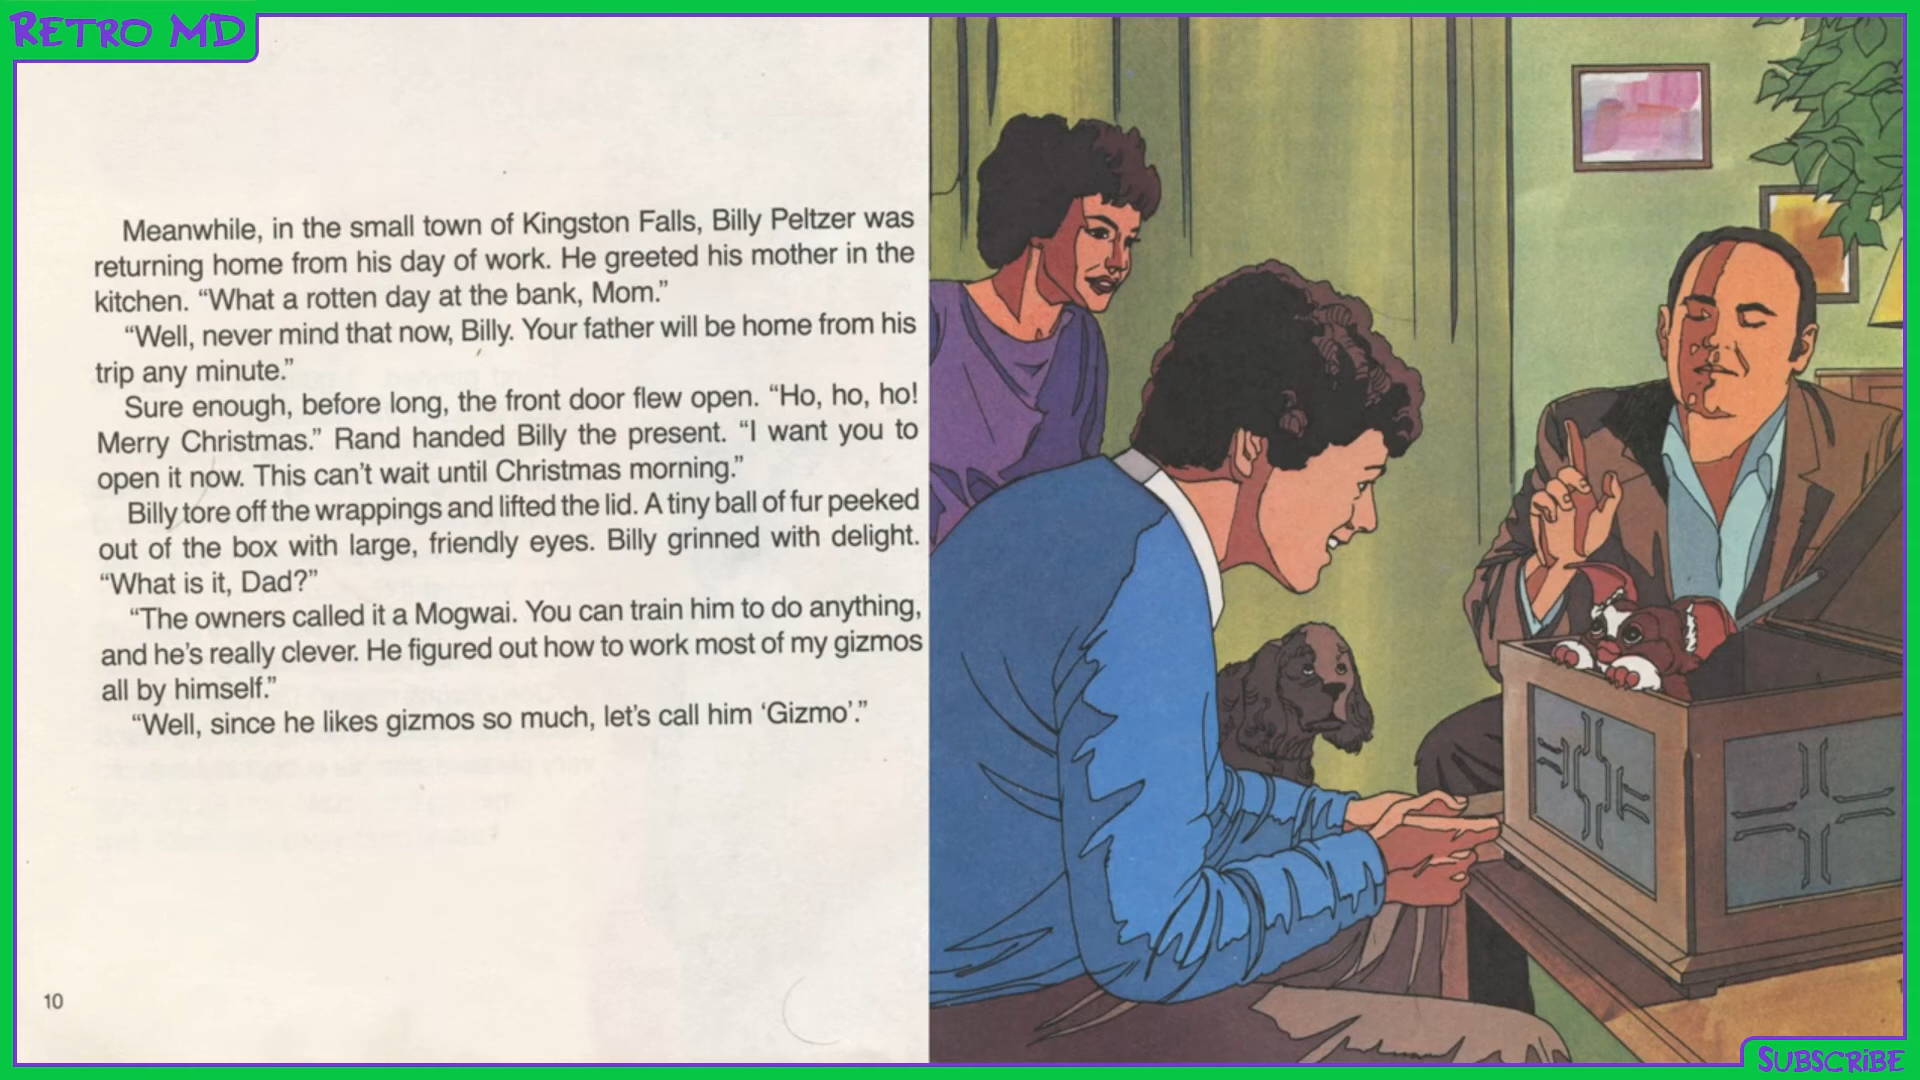 RETRO MD
Meanwhile, in the small town of Kingston Falls, Billy Peltzer was
returning home from his day of work. He greeted his mother in the
kitchen. “What a rotten day at the bank, Mom.”
“Well, never mind that now, Billy. Your father will be home from his
trip any minute.”
Sure enough, before long, the front door flew open. “Ho, ho, ho!
Merry Christmas.” Rand handed Billy the present. “I want you to
open it now. This can’t wait until Christmas morning.”
Billy tore off the wrappings and lifted the lid. A tiny ball of fur peeked
out of the box with large, friendly eyes. Billy grinned with delight.
“What is it, Dad?”
“The owners called it a Mogwai. You can train him to do anything,
and he’s really clever. He figured out how to work most of my gizmos
all by himself.”
“Well, since he likes gizmos so much, let’s call him ‘Gizmo’.”
10
SUBSCRiBE